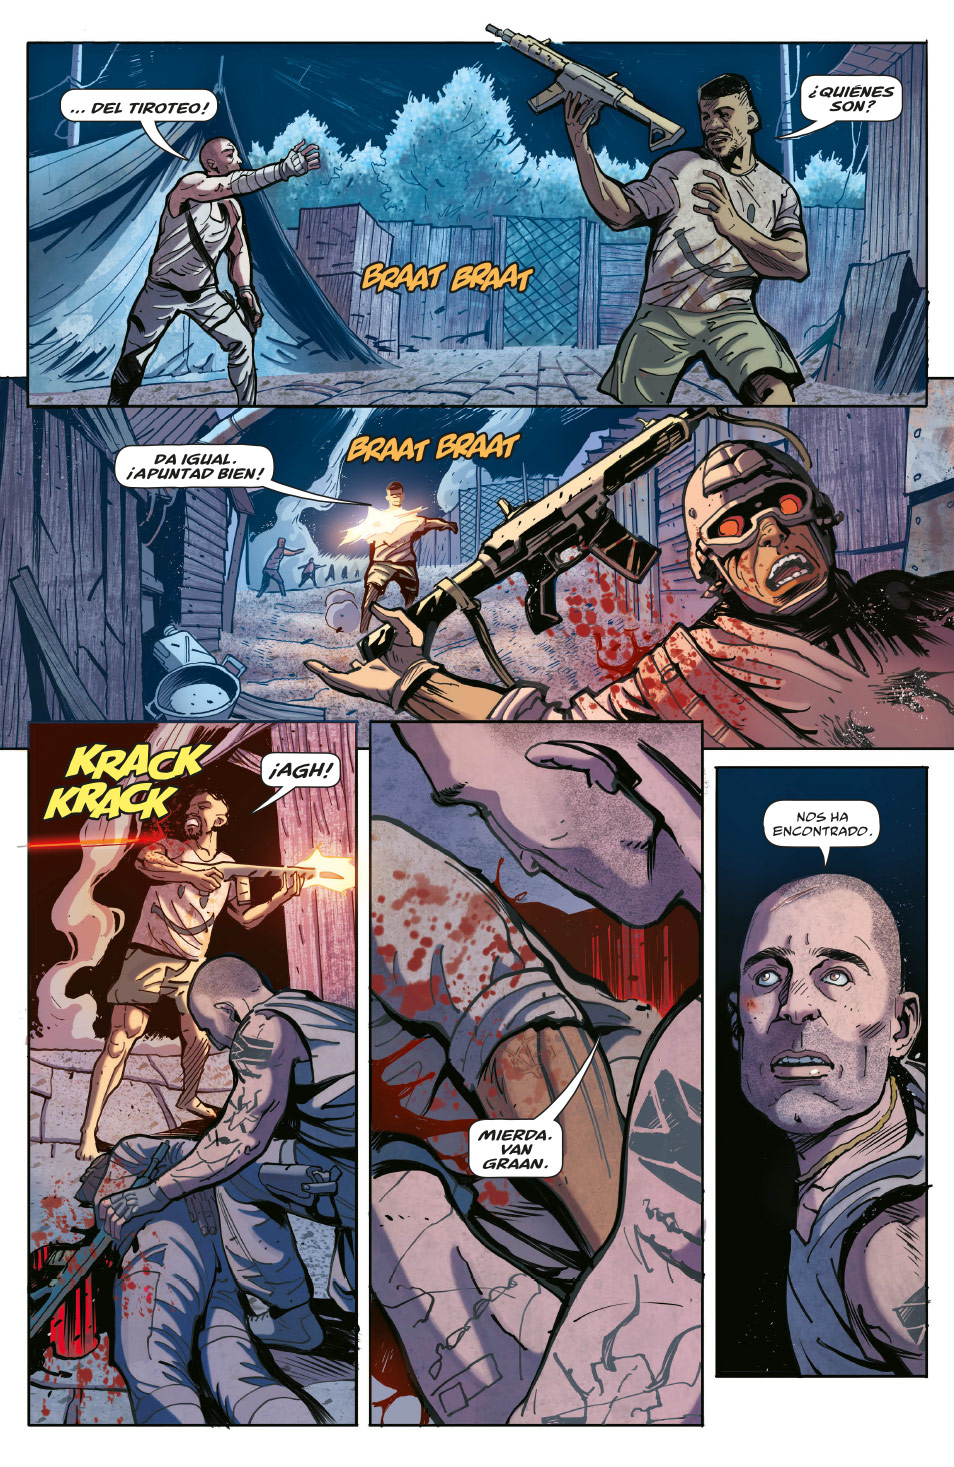 ... DEL TIROTEO!
¿QUIÉNES
SON?
BRAAT BRAAT
DA IGUAL.
¡APUNTAD BIEN!
BRAAT BRAAT
KRACK
KRACK
¡AGH!
MIERDA.
VAN
GRAAN.
NOS HA
ENCONTRADO.